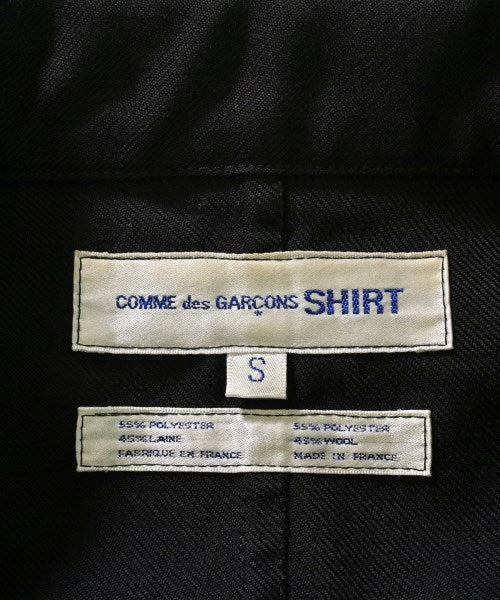 COMME des GARÇONS SHIRT
*
S
55% POLYESTER
45% LAINE
FABRIQUE EN FRANCE
55% POLYESTER
45% WOOL
MADE IN FRANCE